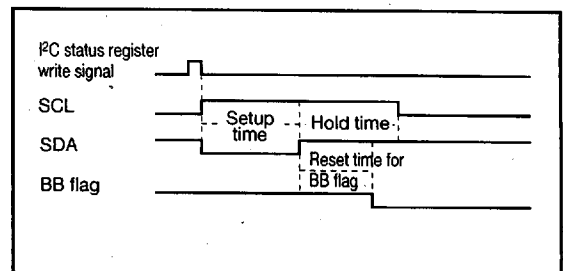 I²C status register
write signal
SCL
Setup
time
Hold time
SDA
Reset time for
BB flag
BB flag